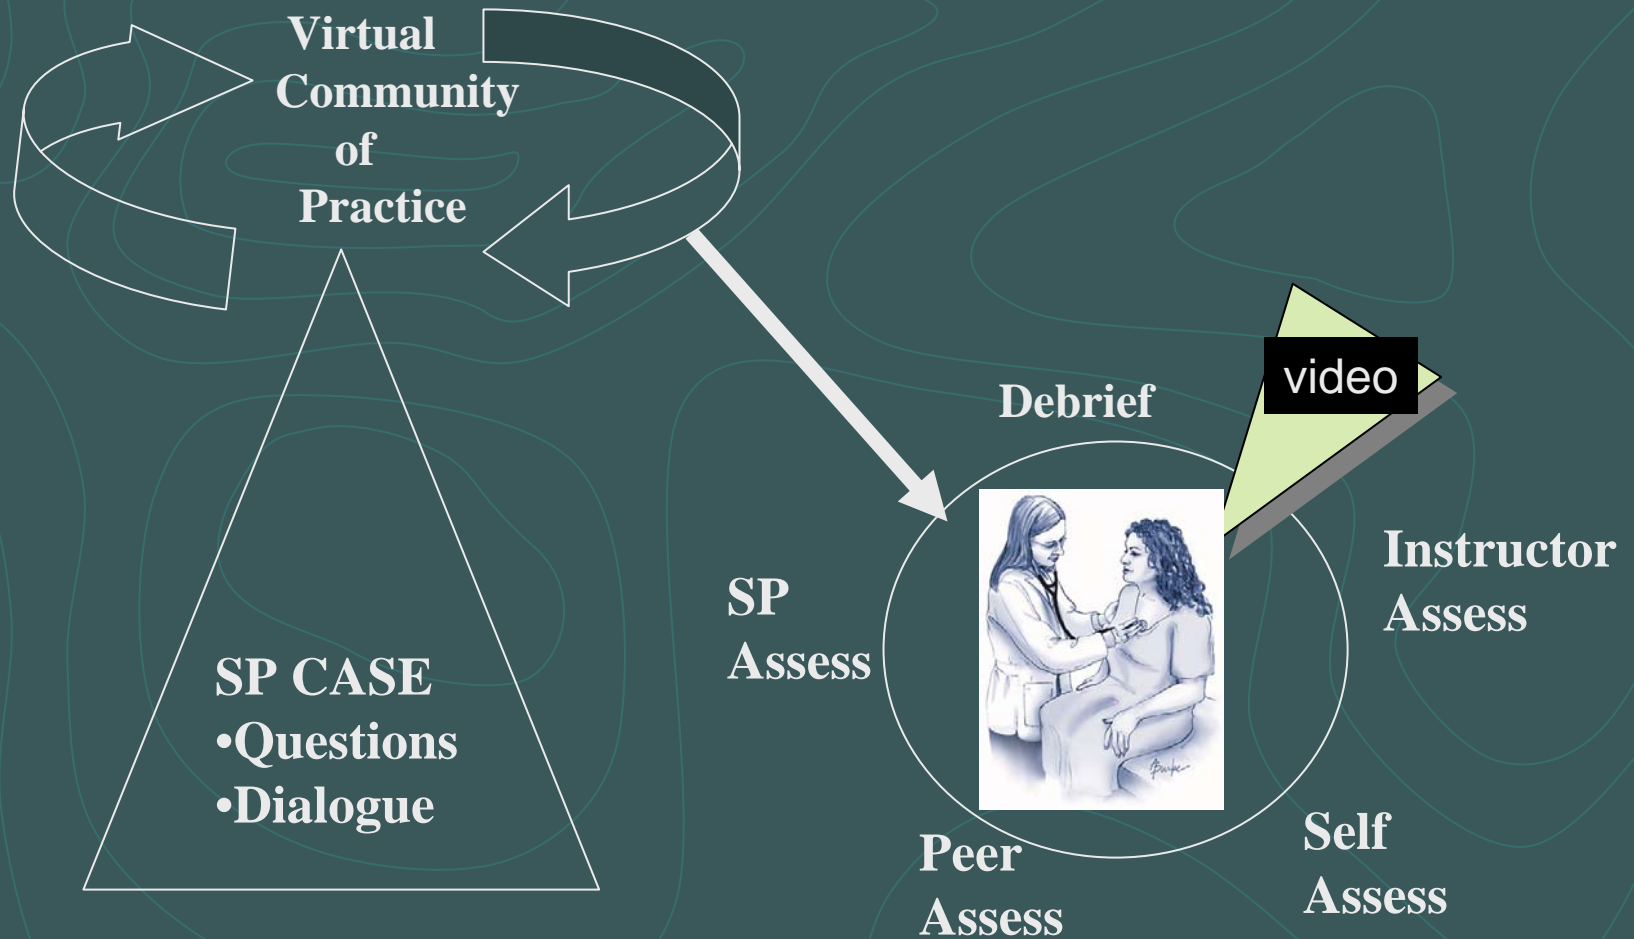 Virtual
Community
of
Practice
SP CASE
•Questions
•Dialogue
Debrief
video
Instructor
Assess
SP
Assess
Self
Assess
Peer
Assess